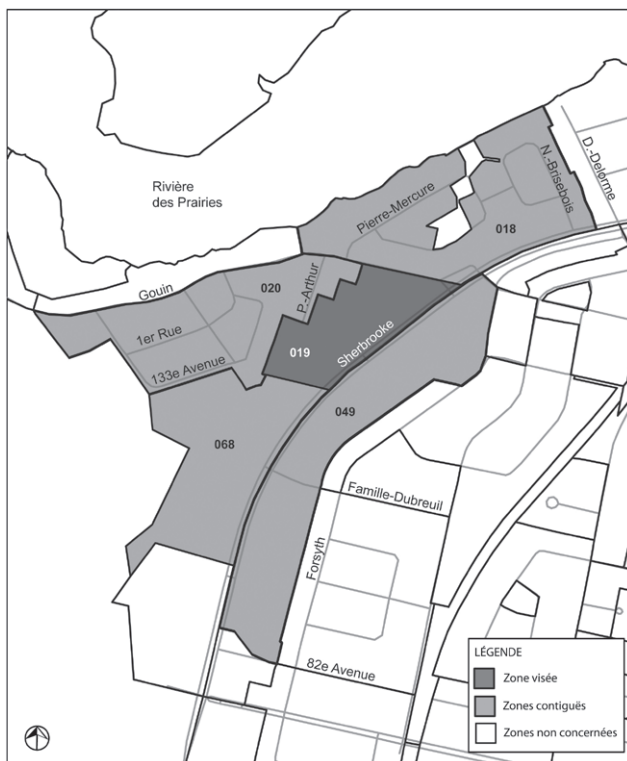 Rivière
des Prairies
Gouin
Pierre-Mercure
N.-Brisebois
D.-Delorme
018
020
P.-Arthur
1er Rue
133e Avenue
019
Sherbrooke
049
068
Famille-Dubreuil
Forsyth
82e Avenue
LÉGENDE
Zone visée
Zones contiguës
Zones non concernées